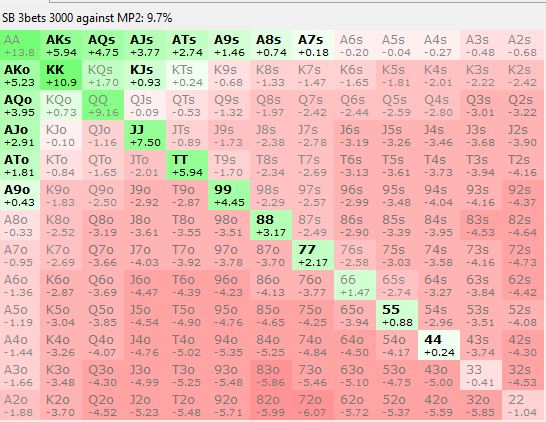 SB 3bets 3000 against MP2: 9.7%
AA AKs AQs AJs ATs A9s A8s A7s A6s A5s A4s A3s A2s
+13.8 +5.94 +4.75 +3.77 +2.74 +1.46 +0.74 +0.18 -0.20 -0.04 -0.27 -0.48 -0.68
AKo KK KQs KJs KTs K9s K8s K7s K6s K5s K4s K3s K2s
+5.23 +10.9 +1.70 +0.93 +0.24 -0.68 -1.33 -1.47 -1.65 -1.81 -2.01 -2.22 -2.42
AQo KQo QQ QJs QTs Q9s Q8s Q7s Q6s Q5s Q4s Q3s Q2s
+3.95 +0.73 +9.16 -0.09 -0.53 -1.32 -1.97 -2.42 -2.44 -2.59 -2.80 -3.01 -3.22
AJo KJo QJo JJ JTs J9s J8s J7s J6s J5s J4s J3s J2s
+2.91 -0.10 -1.16 +7.50 -0.89 -1.73 -2.38 -2.78 -3.19 -3.26 -3.46 -3.68 -3.90
ATo KTo QTo JTo TT T9s T8s T7s T6s T5s T4s T3s T2s
+1.81 -0.84 -1.65 -2.01 +5.94 -1.70 -2.34 -2.69 -3.16 -3.61 -3.73 -3.94 -4.16
A9o K9o Q9o J9o T9o 99 98s 97s 96s 95s 94s 93s 92s
+0.43 -1.83 -2.50 -2.92 -2.87 +4.45 -2.29 -2.57 -2.99 -3.48 -4.04 -4.16 -4.37
A8o K8o Q8o J8o T8o 98o 88 87s 86s 85s 84s 83s 82s
-0.33 -2.52 -3.18 -3.61 -3.55 -3.51 +3.17 -2.49 -2.90 -3.39 -3.95 -4.53 -4.64
A7o K7o Q7o J7o T7o 97o 87o 77 76s 75s 74s 73s 72s
-0.95 -2.69 -3.66 -4.03 -3.92 -3.78 -3.70 +2.17 -2.58 -3.03 -3.58 -4.16 -4.73
A6o K6o Q6o J6o T6o 96o 86o 76o 66 65s 64s 63s 62s
-1.36 -2.87 -3.69 -4.47 -4.39 -4.23 -4.13 -3.77 +1.47 -2.74 -3.27 -3.84 -4.42
A5o K5o Q5o J5o T5o 95o 85o 75o 65o 55 54s 53s 52s
-1.19 -3.04 -3.85 -4.54 -4.90 -4.76 -4.65 -4.25 -3.94 +0.88 -2.96 -3.51 -4.08
A4o K4o Q4o J4o T4o 94o 84o 74o 64o 54o 44 43s 42s
-1.44 -3.26 -4.07 -4.76 -5.02 -5.35 -5.25 -4.84 -4.50 -4.17 +0.24 -3.74 -4.30
A3o K3o Q3o J3o T3o 93o 83o 73o 63o 53o 43o 33 32s
-1.66 -3.48 -4.30 -4.99 -5.25 -5.48 -5.86 -5.46 -5.10 -4.75 -5.00 -0.41 -4.53
A2o K2o Q2o J2o T2o 92o 82o 72o 62o 52o 42o 32o 22
-1.88 -3.70 -4.52 -5.23 -5.48 -5.71 -5.99 -6.07 -5.72 -5.37 -5.59 -5.85 -1.04